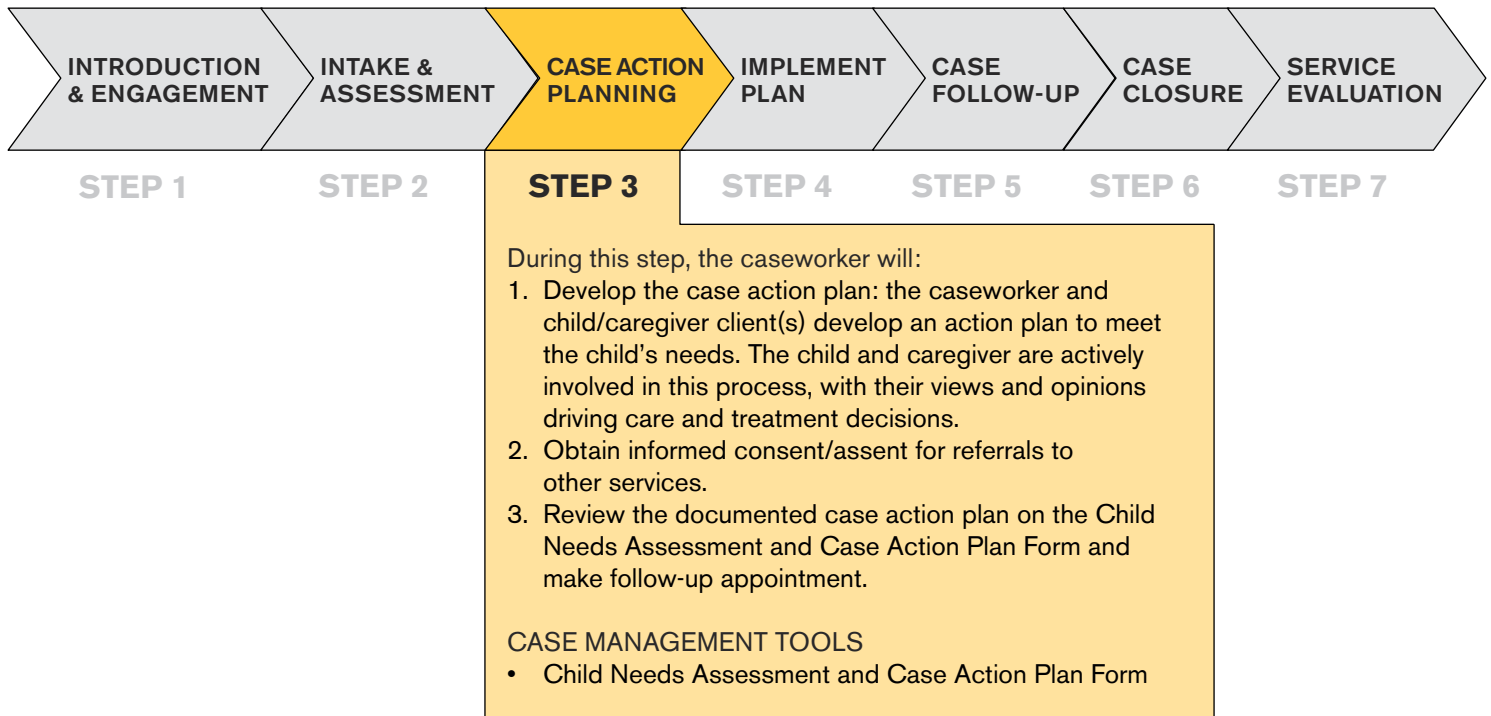 INTRODUCTION
& ENGAGEMENT
INTAKE &
ASSESSMENT
CASE ACTION
PLANNING
IMPLEMENT
PLAN
CASE
FOLLOW-UP
CASE
CLOSURE
SERVICE
EVALUATION
STEP 1
STEP 2
STEP 3
STEP 4
STEP 5
STEP 6
STEP 7
During this step, the caseworker will:
1. Develop the case action plan: the caseworker and
child/caregiver client(s) develop an action plan to meet
the child’s needs. The child and caregiver are actively
involved in this process, with their views and opinions
driving care and treatment decisions.
2. Obtain informed consent/assent for referrals to
other services.
3. Review the documented case action plan on the Child
Needs Assessment and Case Action Plan Form and
make follow-up appointment.
CASE MANAGEMENT TOOLS
• Child Needs Assessment and Case Action Plan Form